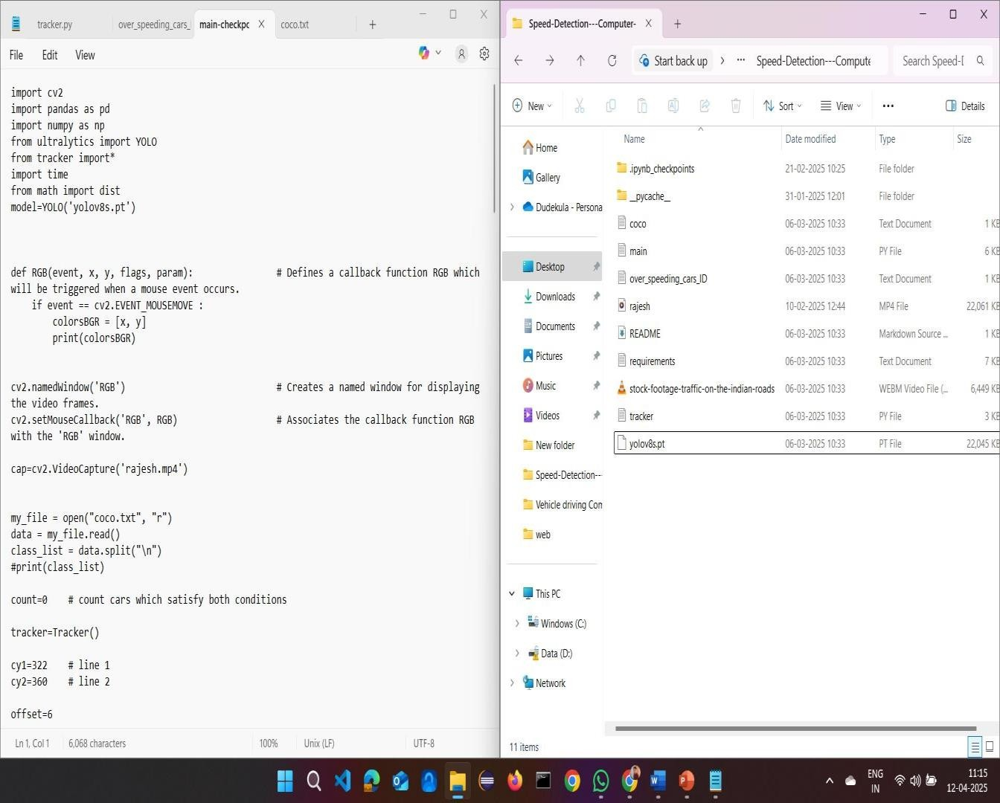 tracker.py
over_speeding_cars_
main-checkpc
coco.txt
File
Edit
View
import cv2
import pandas as pd
import numpy as np
from ultralytics import YOLO
from tracker import*
import time
from math import dist
model=YOLO('yolov8s.pt')
def RGB(event, x, y, flags, param): # Defines a callback function RGB which
will be triggered when a mouse event occurs.
if event == cv2.EVENT_MOUSEMOVE :
colorsBGR = [x, y]
print(colorsBGR)
cv2.namedWindow('RGB') # Creates a named window for displaying
the video frames.
cv2.setMouseCallback('RGB', RGB) # Associates the callback function RGB
with the 'RGB' window.
cap=cv2.VideoCapture('rajesh.mp4')
my_file = open("coco.txt", "r")
data = my_file.read()
class_list = data.split("\n")
#print(class_list)
count=0 # count cars which satisfy both conditions
tracker=Tracker()
cy1=322 # line 1
cy2=360 # line 2
offset=6
Ln 1, Col 1
6,068 characters
100%
Unix (LF)
UTF-8
Speed-Detection---Computer-
Start back up
Speed-Detection---Compute
Search Speed-D
New
Sort
View
Details
Home
Gallery
Dudekula - Persona
Desktop
Downloads
Documents
Pictures
Music
Videos
New folder
Speed-Detection--
Vehicle driving Com
web
This PC
Windows (C:)
Data (D:)
Network
Name Date modified Type Size
.ipynb_checkpoints 21-02-2025 10:25 File folder
__pycache__ 31-01-2025 12:01 File folder
coco 06-03-2025 10:33 Text Document 1 KB
main 06-03-2025 10:33 PY File 6 KB
over_speeding_cars_ID 06-03-2025 10:33 Text Document 1 KB
rajesh 10-02-2025 12:44 MP4 File 22,061 KB
README 06-03-2025 10:33 Markdown Source ... 1 KB
requirements 06-03-2025 10:33 Text Document 7 KB
stock-footage-traffic-on-the-indian-roads 06-03-2025 10:33 WEBM Video File (... 6,449 KB
tracker 06-03-2025 10:33 PY File 3 KB
yolov8s.pt 06-03-2025 10:33 PT File 22,045 KB
11 items
ENG
IN
11:15
12-04-2025